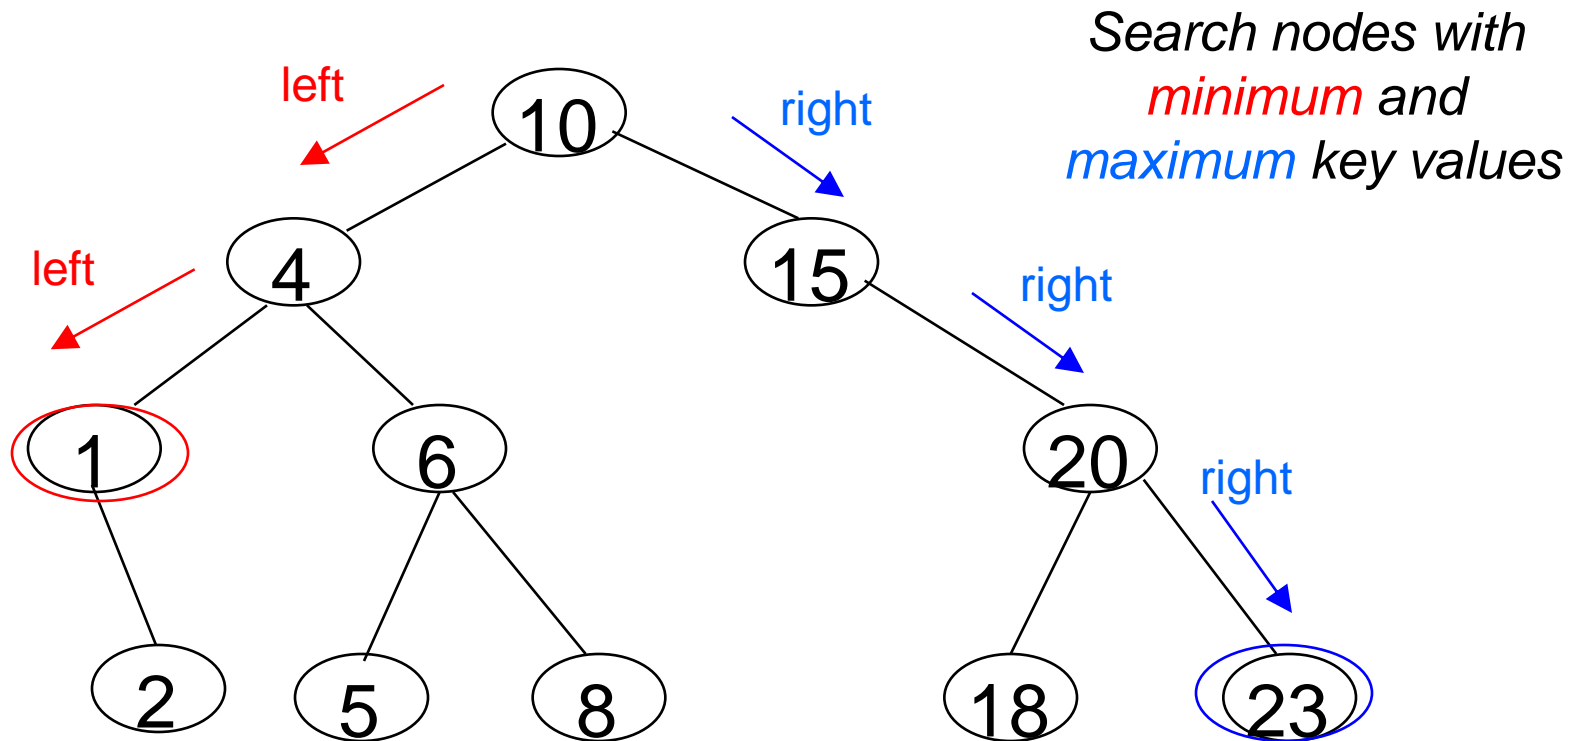 Search nodes with
minimum and
maximum key values
left
right
10
left
4
15
right
1
6
20
right
2
5
8
18
23